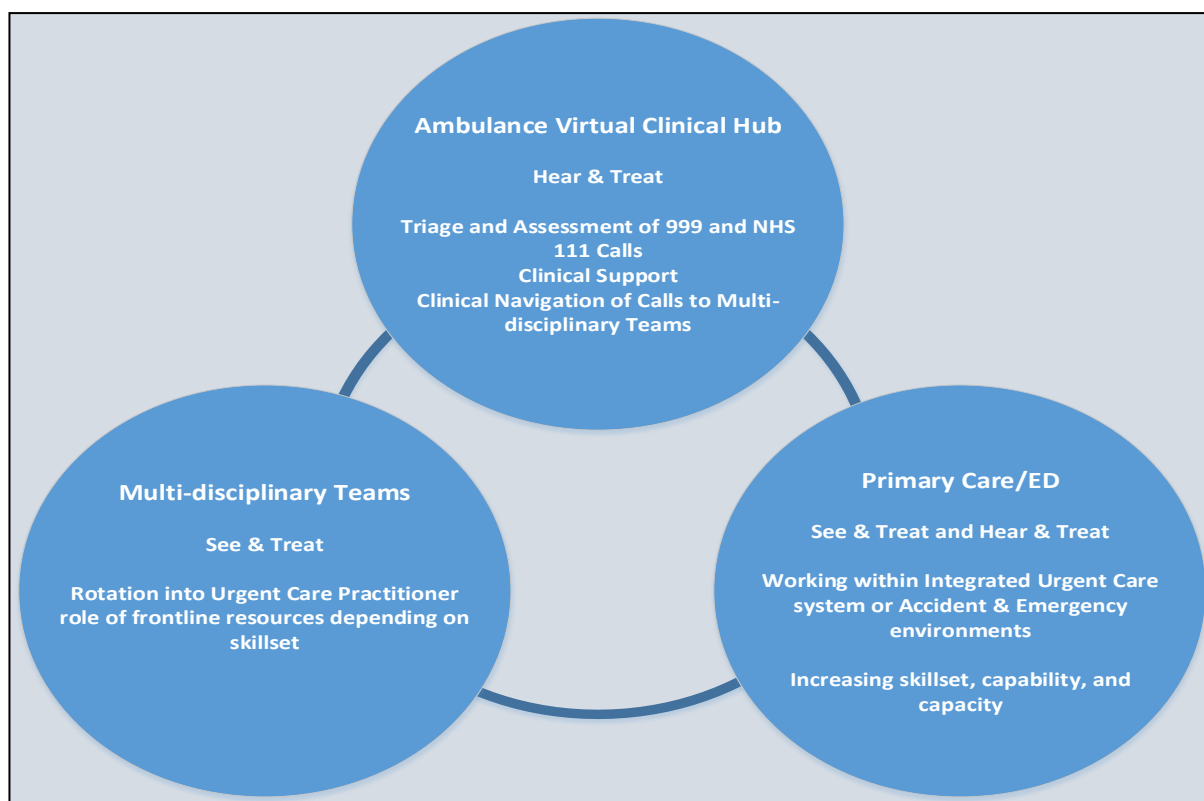 Ambulance Virtual Clinical Hub
Hear & Treat
Triage and Assessment of 999 and NHS
111 Calls
Clinical Support
Clinical Navigation of Calls to Multi-
disciplinary Teams
Multi-disciplinary Teams
See & Treat
Rotation into Urgent Care Practitioner
role of frontline resources depending on
skillset
Primary Care/ED
See & Treat and Hear & Treat
Working within Integrated Urgent Care
system or Accident & Emergency
environments
Increasing skillset, capability, and
capacity